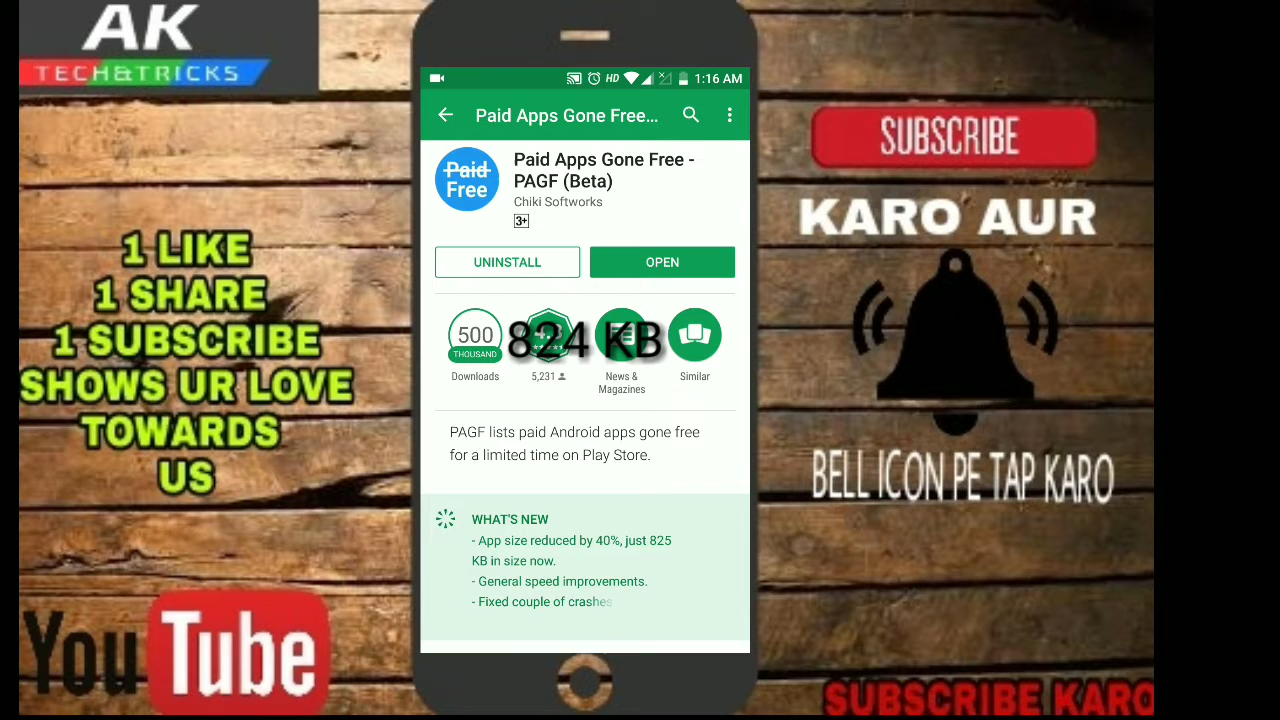 AK
TECH&TRICKS
1 LIKE
1 SHARE
1 SUBSCRIBE
SHOWS UR LOVE
TOWARDS
US
YouTube
HD
1:16 AM
Paid Apps Gone Free...
Paid
Free
Paid Apps Gone Free -
PAGF (Beta)
Chiki Softworks
3+
UNINSTALL
OPEN
500
THOUSAND
824 KB
Downloads
5,231
News &
Magazines
Similar
PAGF lists paid Android apps gone free
for a limited time on Play Store.
WHAT'S NEW
- App size reduced by 40%, just 825
KB in size now.
- General speed improvements.
- Fixed couple of crashes
SUBSCRIBE
KARO AUR
BELL ICON PE TAP KARO
SUBSCRIBE KARO